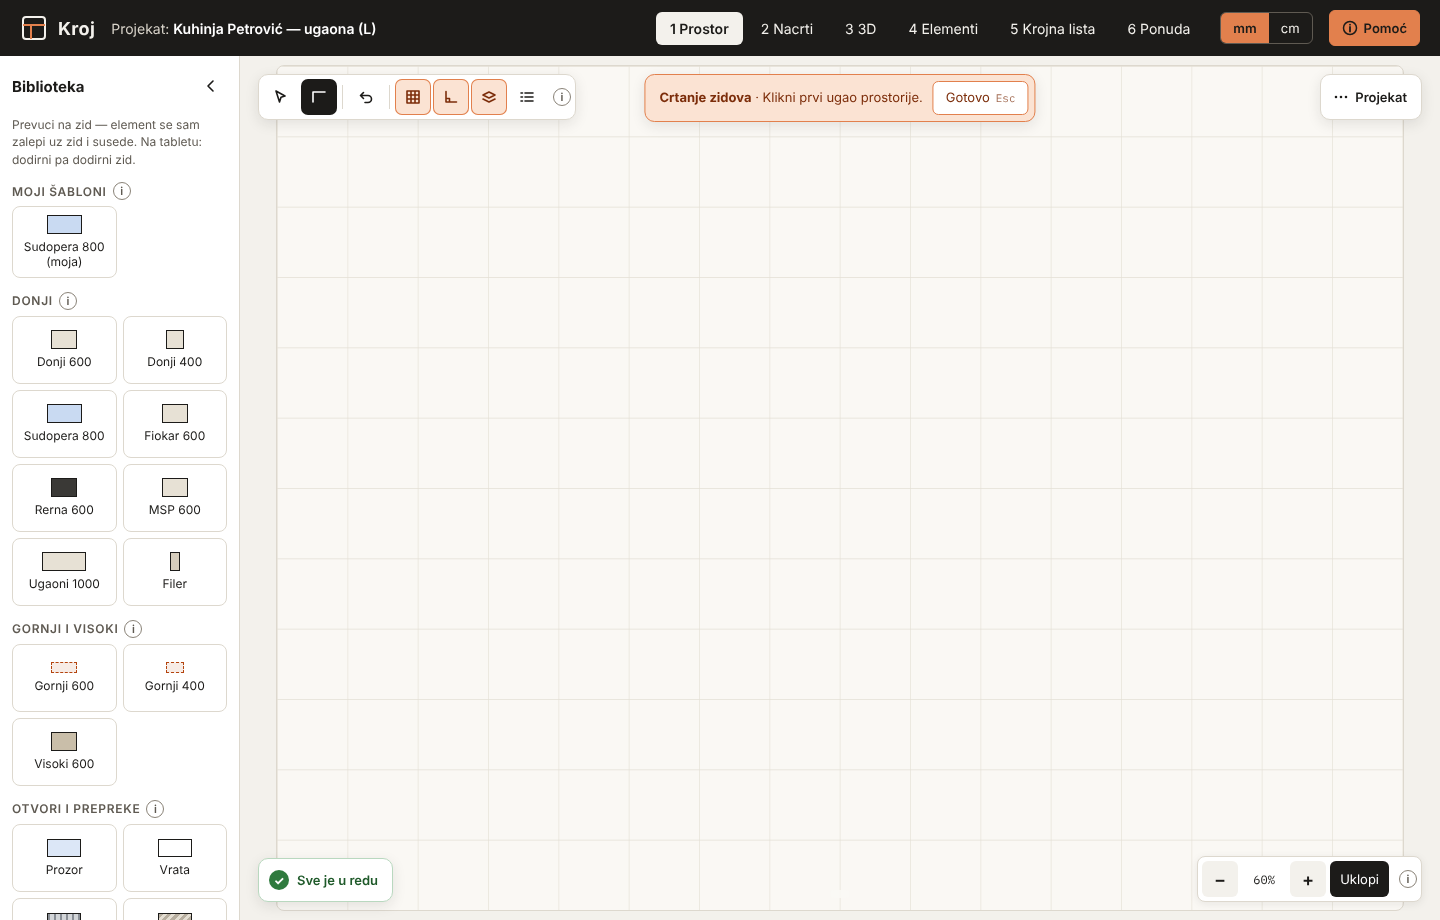 Kroj
Projekat: Kuhinja Petrović — ugaona (L)
1 Prostor
2 Nacrti
3 3D
4 Elementi
5 Krojna lista
6 Ponuda
mm
cm
Pomoć
Biblioteka
Prevuci na zid — element se sam
zalepi uz zid i susede. Na tabletu:
dodirni pa dodirni zid.
MOJI ŠABLONI
Sudopera 800
(moja)
DONJI
Donji 600
Donji 400
Sudopera 800
Fiokar 600
Rerna 600
MSP 600
Ugaoni 1000
Filer
GORNJI I VISOKI
Gornji 600
Gornji 400
Visoki 600
OTVORI I PREPREKE
Prozor
Vrata
Crtanje zidova · Klikni prvi ugao prostorije.
Gotovo Esc
Projekat
Sve je u redu
− 60% +
Uklopi